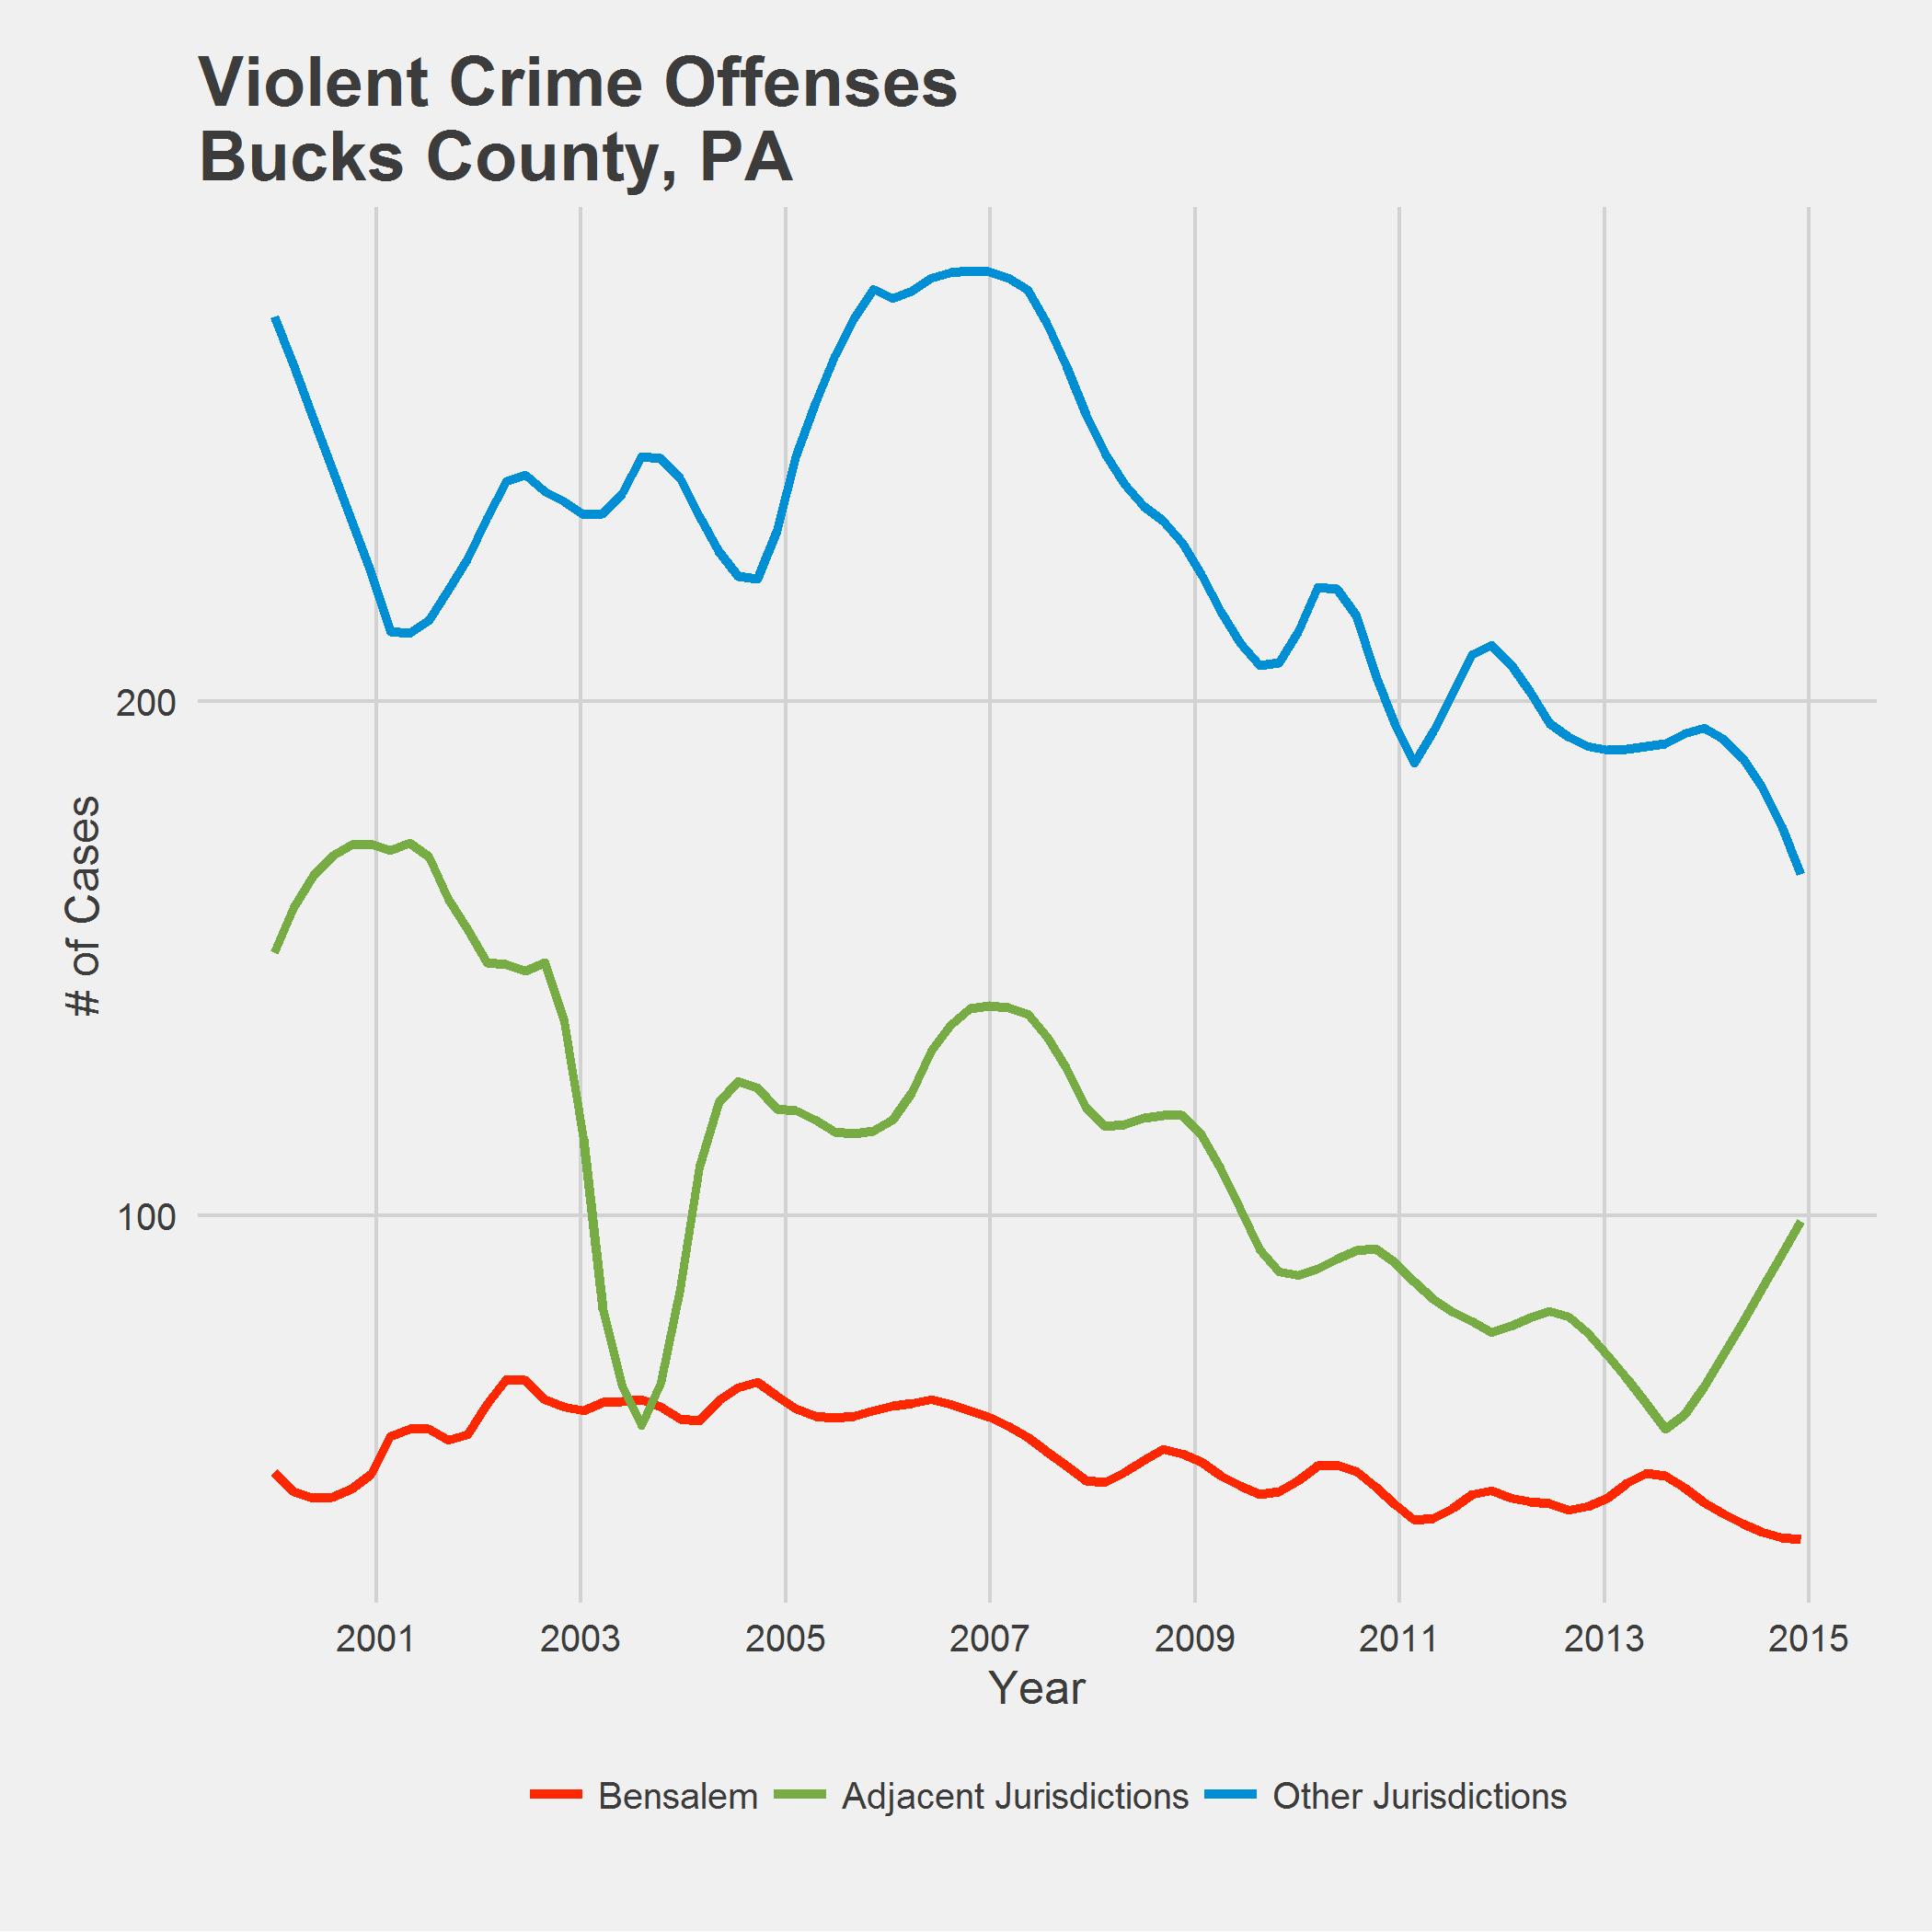 Violent Crime Offenses
Bucks County, PA
# of Cases
200
100
2001 2003 2005 2007 2009 2011 2013 2015
Year
Bensalem Adjacent Jurisdictions Other Jurisdictions